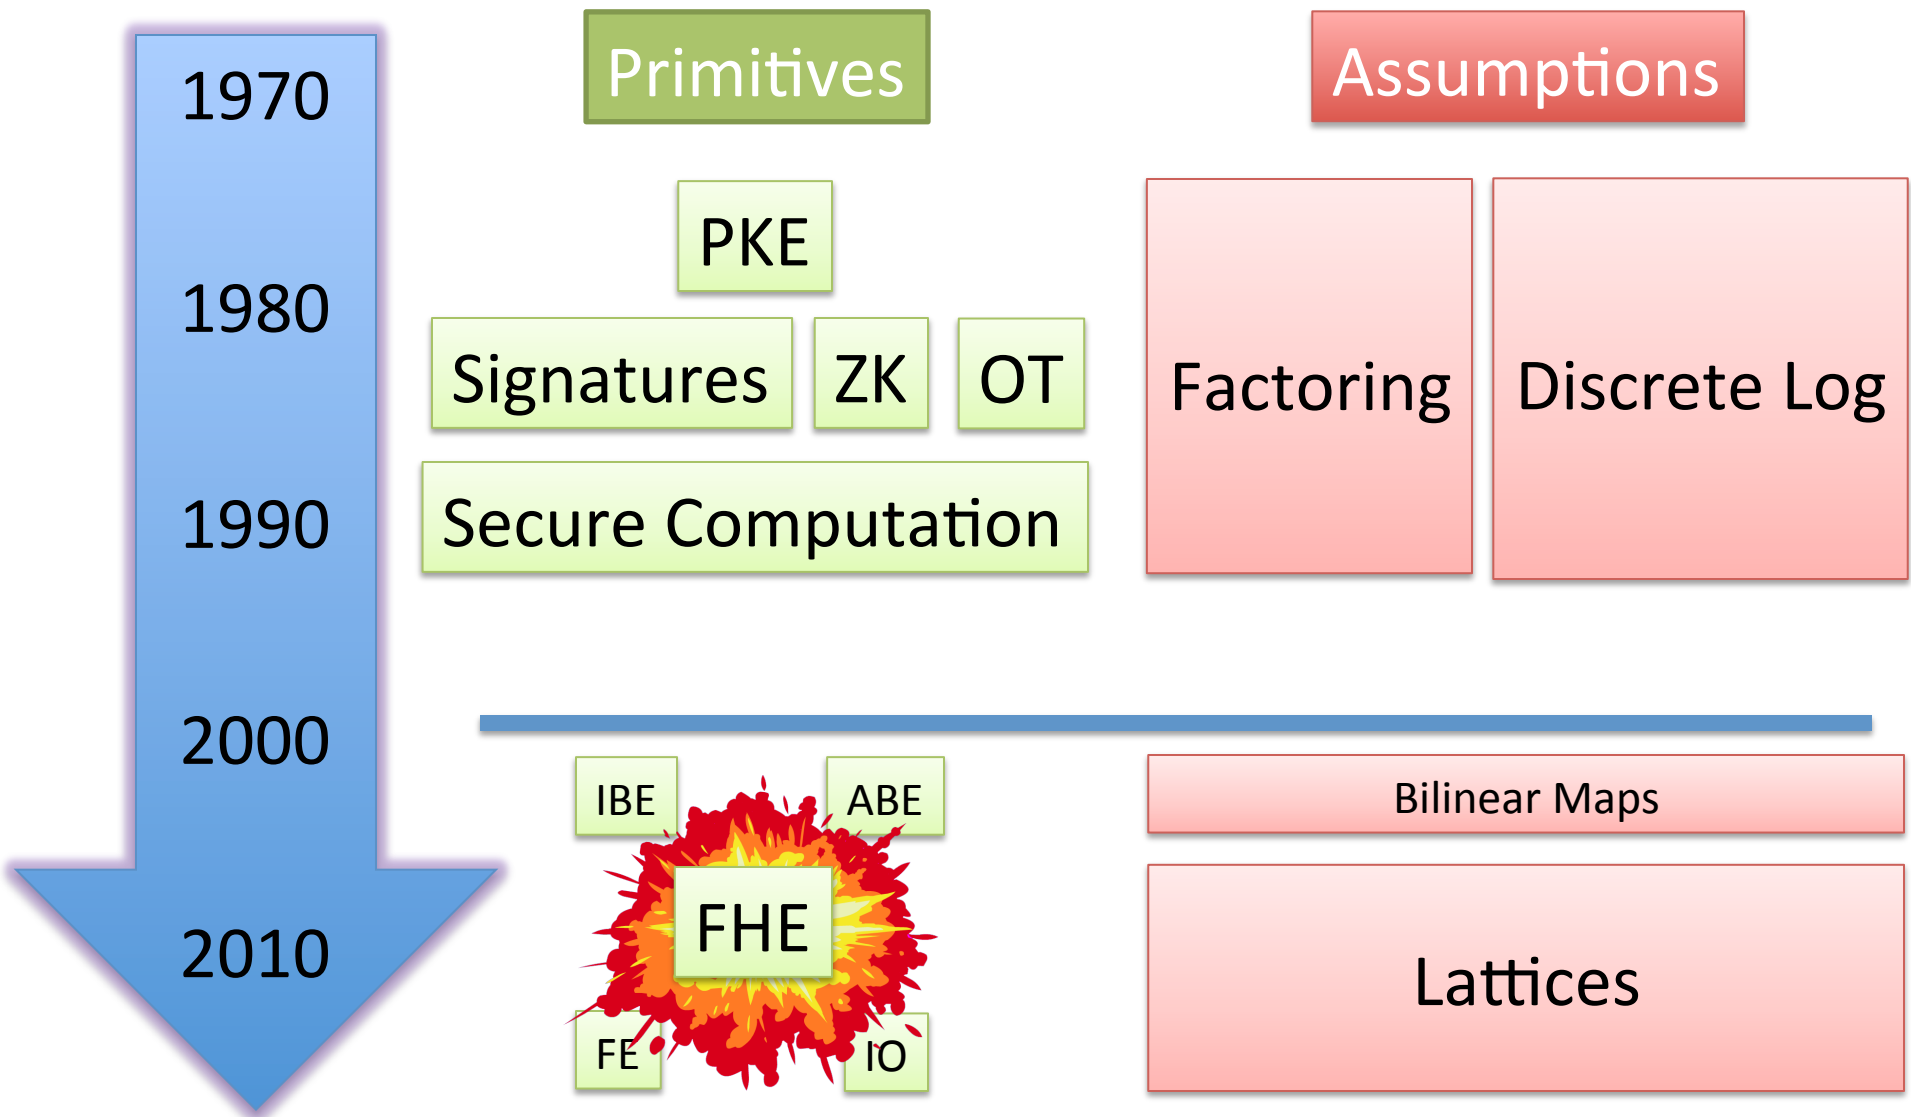 1970
1980
1990
2000
2010
Primitives
Assumptions
PKE
Signatures
ZK
OT
Secure Computation
Factoring
Discrete Log
IBE
ABE
FHE
FE
IO
Bilinear Maps
Lattices